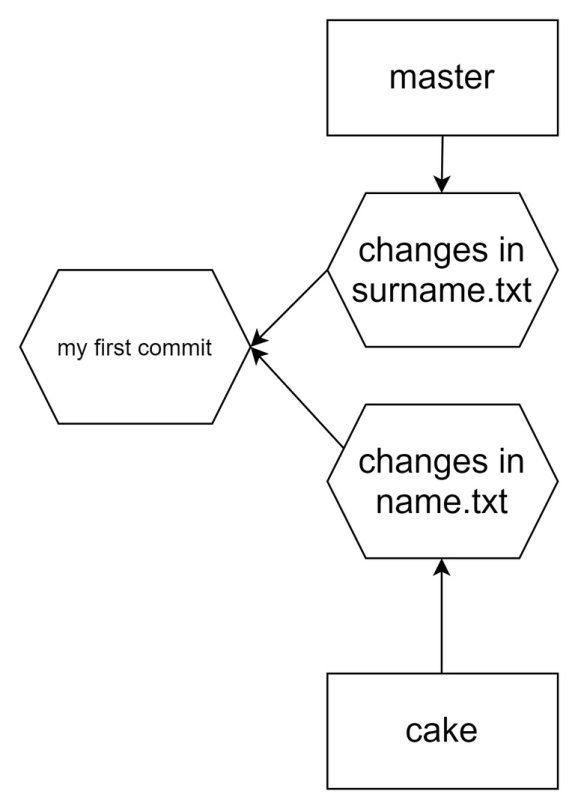 master
changes in
surname.txt
my first commit
changes in
name.txt
cake